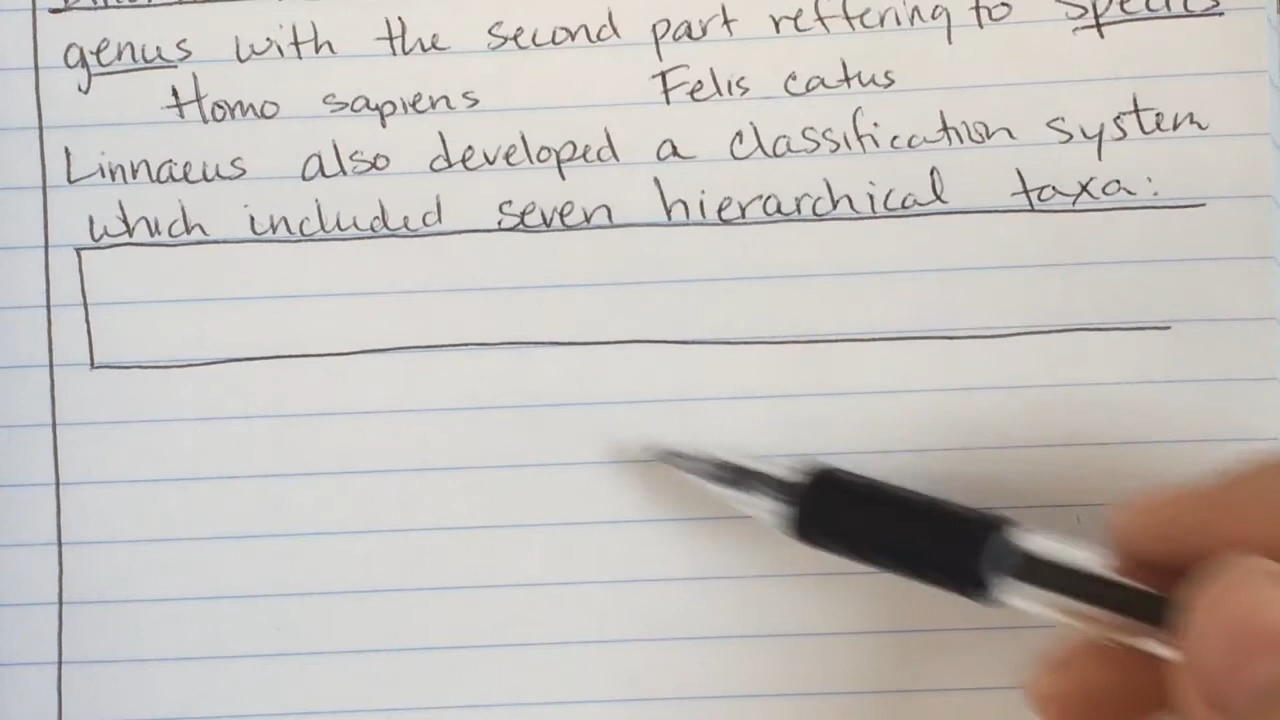 genus with the second part reffering to species
Homo sapiens Felis catus
Linnaeus also developed a classification system
which included seven hierarchical taxa: